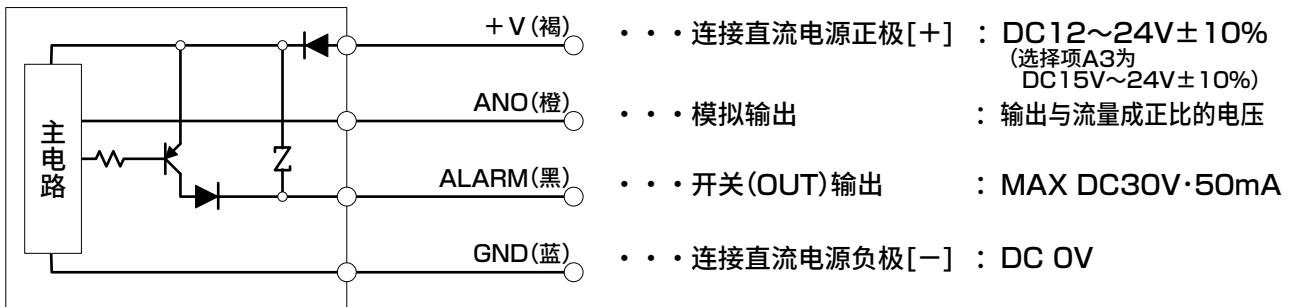 +V(褐) ・・・连接直流电源正极[+] : DC12～24V±10%
(选择项A3为
DC15V～24V±10%)
ANO(橙) ・・・模拟输出 : 输出与流量成正比的电压
主电路
ALARM(黑) ・・・开关(OUT)输出 : MAX DC30V·50mA
GND(蓝) ・・・连接直流电源负极[－] : DC 0V